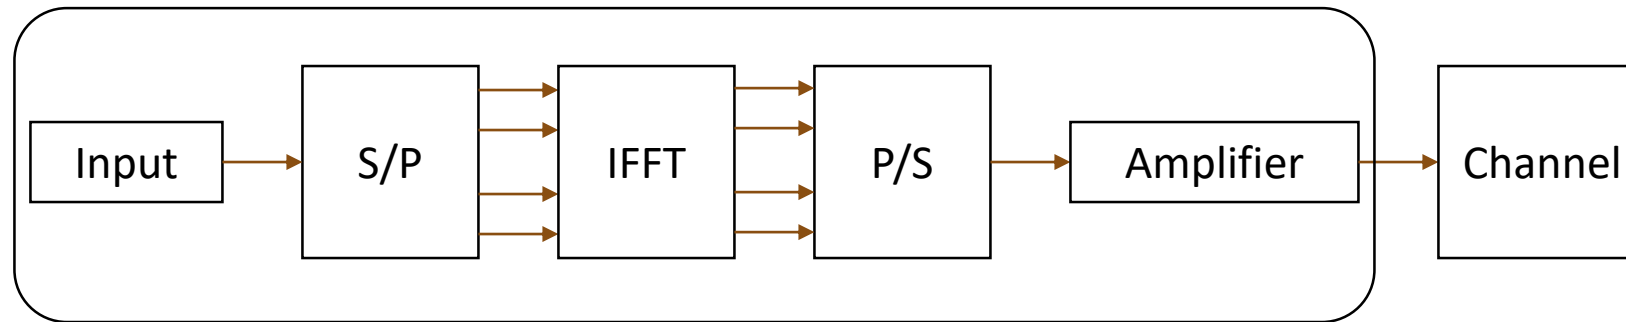 Input
S/P
IFFT
P/S
Amplifier
Channel